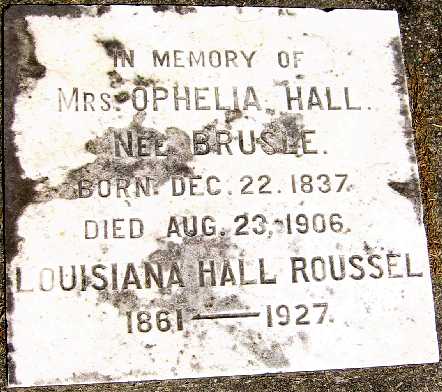 IN MEMORY OF
MRS. OPHELIA HALL.
NEE BRUSLE.
BORN. DEC. 22. 1837.
DIED AUG. 23, 1906.
LOUISIANA HALL ROUSSEL
1861 — 1927.